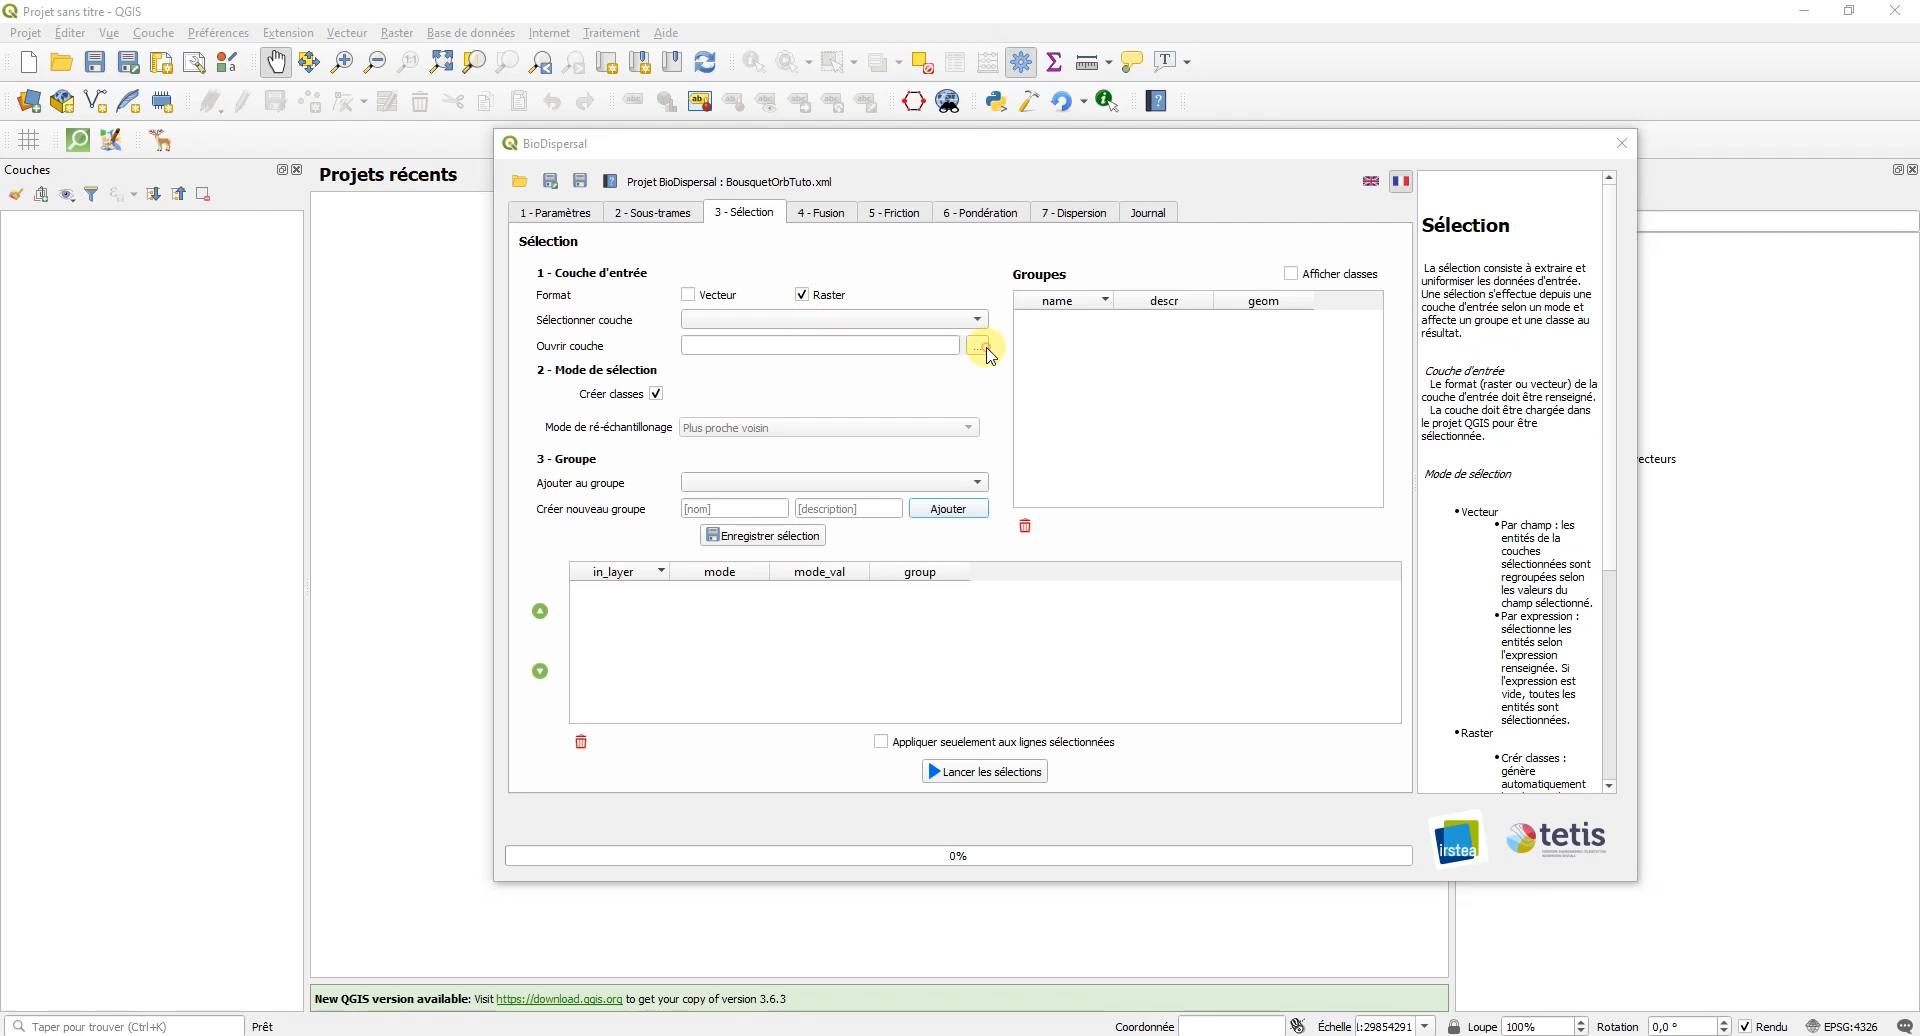 Projet sans titre - QGIS
Projet Éditer Vue Couche Préférences Extension Vecteur Raster Base de données Internet Traitement Aide
Couches
Projets récents
BioDispersal
Projet BioDispersal : BousquetOrbTuto.xml
1 - Paramètres 2 - Sous-trames 3 - Sélection 4 - Fusion 5 - Friction 6 - Pondération 7 - Dispersion Journal
Sélection
1 - Couche d'entrée
Format Vecteur Raster
Sélectionner couche
Ouvrir couche ...
2 - Mode de sélection
Créer classes
Mode de ré-échantillonage Plus proche voisin
3 - Groupe
Ajouter au groupe
Créer nouveau groupe [nom] [description] Ajouter
Enregistrer sélection
Groupes Afficher classes
name descr geom
in_layer mode mode_val group
Appliquer seuelement aux lignes sélectionnées
Lancer les sélections
0%
Sélection
La sélection consiste à extraire et
uniformiser les données d'entrée.
Une sélection s'effectue depuis une
couche d'entrée selon un mode et
affecte un groupe et une classe au
résultat.
Couche d'entrée
Le format (raster ou vecteur) de la
couche d'entrée doit être renseigné.
La couche doit être chargée dans
le projet QGIS pour être
sélectionnée.
Mode de sélection
•Vecteur
•Par champ : les
entités de la
couches
sélectionnées sont
regroupées selon
les valeurs du
champ sélectionné.
•Par expression :
sélectionne les
entités selon
l'expression
renseignée. Si
l'expression est
vide, toutes les
entités sont
sélectionnées.
•Raster
•Crér classes :
génère
automatiquement
irstea
tetis
ecteurs
New QGIS version available: Visit https://download.qgis.org to get your copy of version 3.6.3
Taper pour trouver (Ctrl+K) Prêt Coordonnée Échelle 1:29854291 Loupe 100% Rotation 0,0 ° Rendu EPSG:4326